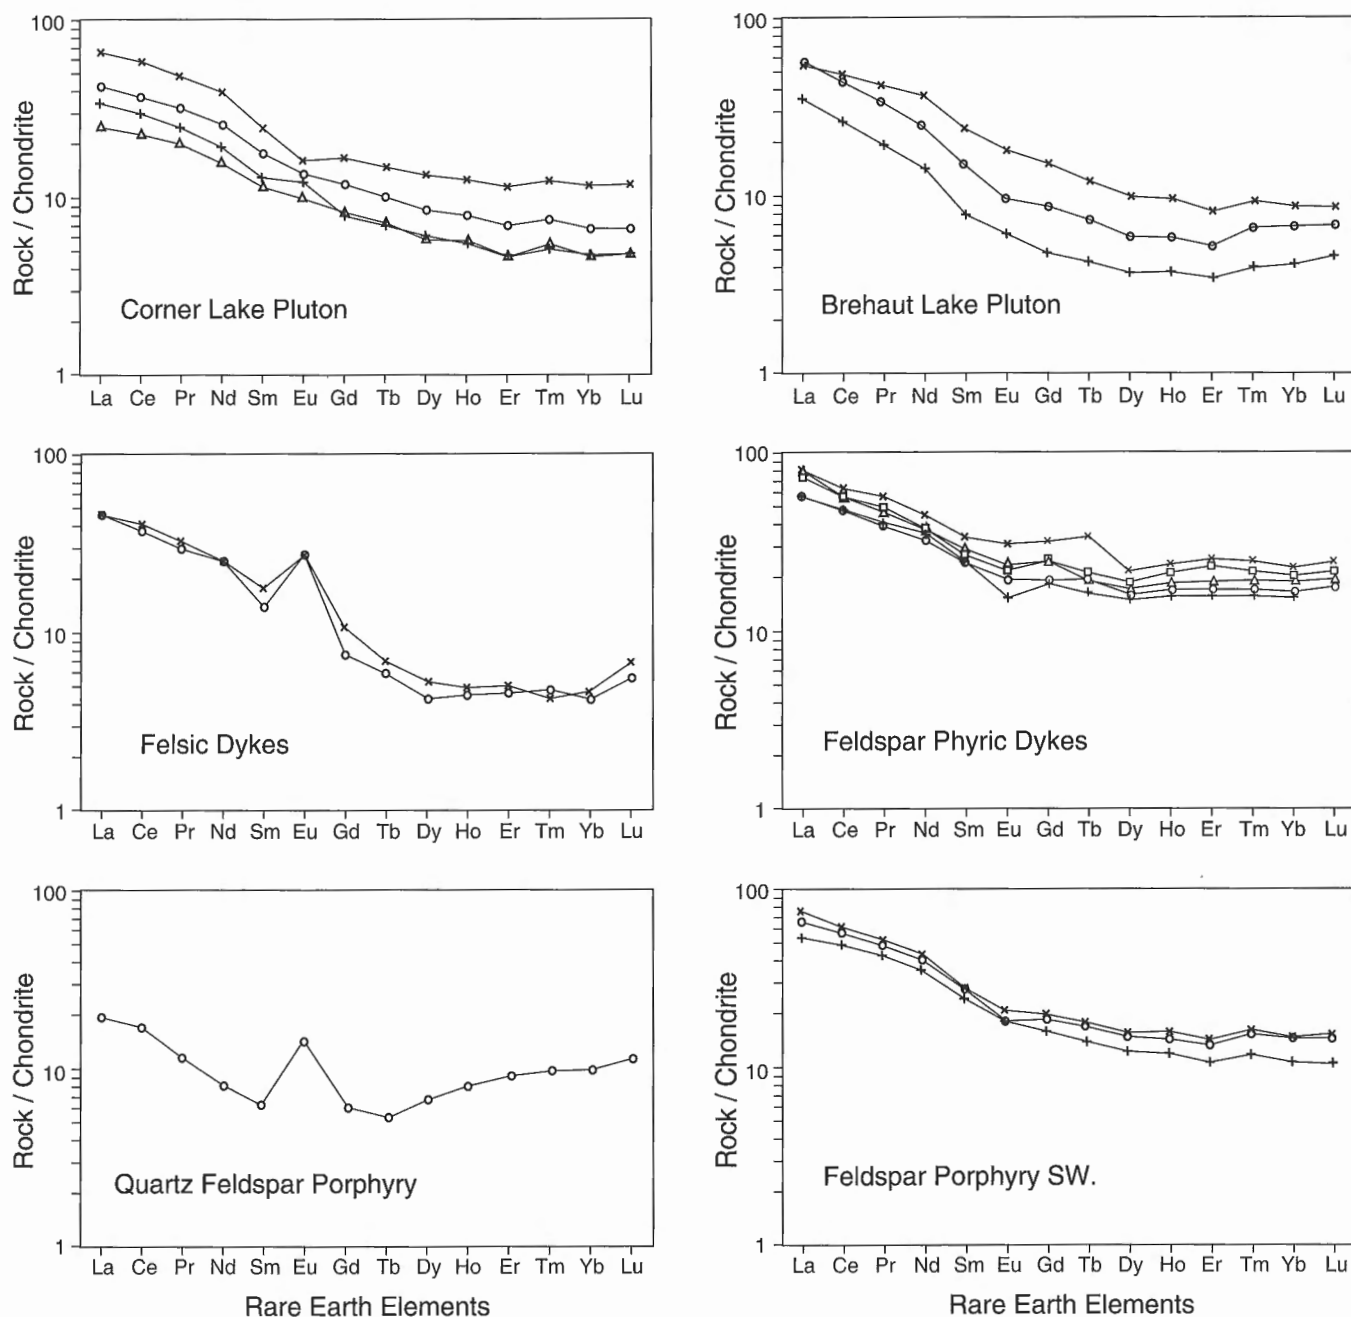 100
10
1
Rock / Chondrite
Corner Lake Pluton
La Ce Pr Nd Sm Eu Gd Tb Dy Ho Er Tm Yb Lu
100
10
1
Rock / Chondrite
Brehaut Lake Pluton
La Ce Pr Nd Sm Eu Gd Tb Dy Ho Er Tm Yb Lu
100
10
1
Rock / Chondrite
Felsic Dykes
La Ce Pr Nd Sm Eu Gd Tb Dy Ho Er Tm Yb Lu
100
10
1
Rock / Chondrite
Feldspar Phyric Dykes
La Ce Pr Nd Sm Eu Gd Tb Dy Ho Er Tm Yb Lu
100
10
1
Rock / Chondrite
Quartz Feldspar Porphyry
La Ce Pr Nd Sm Eu Gd Tb Dy Ho Er Tm Yb Lu
Rare Earth Elements
100
10
1
Rock / Chondrite
Feldspar Porphyry SW.
La Ce Pr Nd Sm Eu Gd Tb Dy Ho Er Tm Yb Lu
Rare Earth Elements